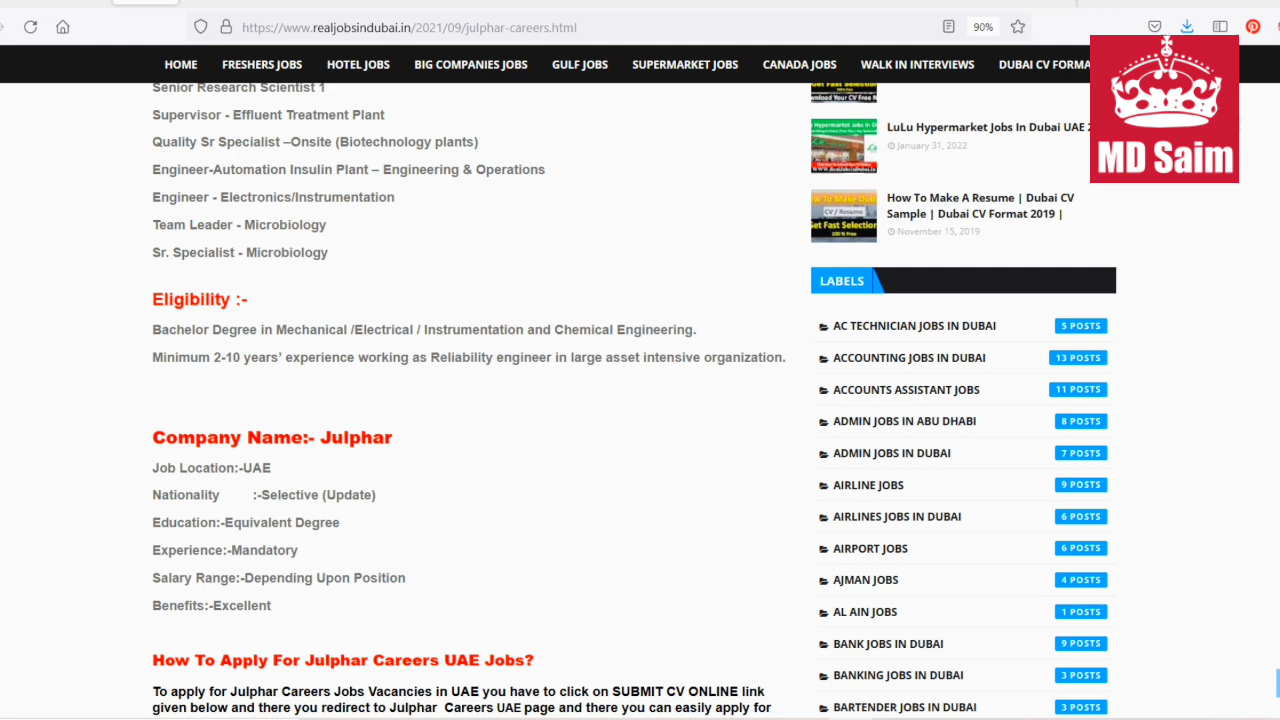 https://www.realjobsindubai.in/2021/09/julphar-careers.html
90%
HOME FRESHERS JOBS HOTEL JOBS BIG COMPANIES JOBS GULF JOBS SUPERMARKET JOBS CANADA JOBS WALK IN INTERVIEWS DUBAI CV FORMA
MD Saim
Senior Research Scientist 1
Supervisor - Effluent Treatment Plant
Quality Sr Specialist –Onsite (Biotechnology plants)
Engineer-Automation Insulin Plant – Engineering & Operations
Engineer - Electronics/Instrumentation
Team Leader - Microbiology
Sr. Specialist - Microbiology
Eligibility :-
Bachelor Degree in Mechanical /Electrical / Instrumentation and Chemical Engineering.
Minimum 2-10 years’ experience working as Reliability engineer in large asset intensive organization.
Company Name:- Julphar
Job Location:-UAE
Nationality :-Selective (Update)
Education:-Equivalent Degree
Experience:-Mandatory
Salary Range:-Depending Upon Position
Benefits:-Excellent
How To Apply For Julphar Careers UAE Jobs?
To apply for Julphar Careers Jobs Vacancies in UAE you have to click on SUBMIT CV ONLINE link
given below and there you redirect to Julphar Careers UAE page and there you can easily apply for
LuLu Hypermarket Jobs In Dubai UAE 2
January 31, 2022
How To Make A Resume | Dubai CV
Sample | Dubai CV Format 2019 |
November 15, 2019
CV / Resume
Get Fast Selection
100 % Free
LABELS
AC TECHNICIAN JOBS IN DUBAI 5 POSTS
ACCOUNTING JOBS IN DUBAI 13 POSTS
ACCOUNTS ASSISTANT JOBS 11 POSTS
ADMIN JOBS IN ABU DHABI 8 POSTS
ADMIN JOBS IN DUBAI 7 POSTS
AIRLINE JOBS 9 POSTS
AIRLINES JOBS IN DUBAI 6 POSTS
AIRPORT JOBS 6 POSTS
AJMAN JOBS 4 POSTS
AL AIN JOBS 1 POSTS
BANK JOBS IN DUBAI 9 POSTS
BANKING JOBS IN DUBAI 3 POSTS
BARTENDER JOBS IN DUBAI 3 POSTS